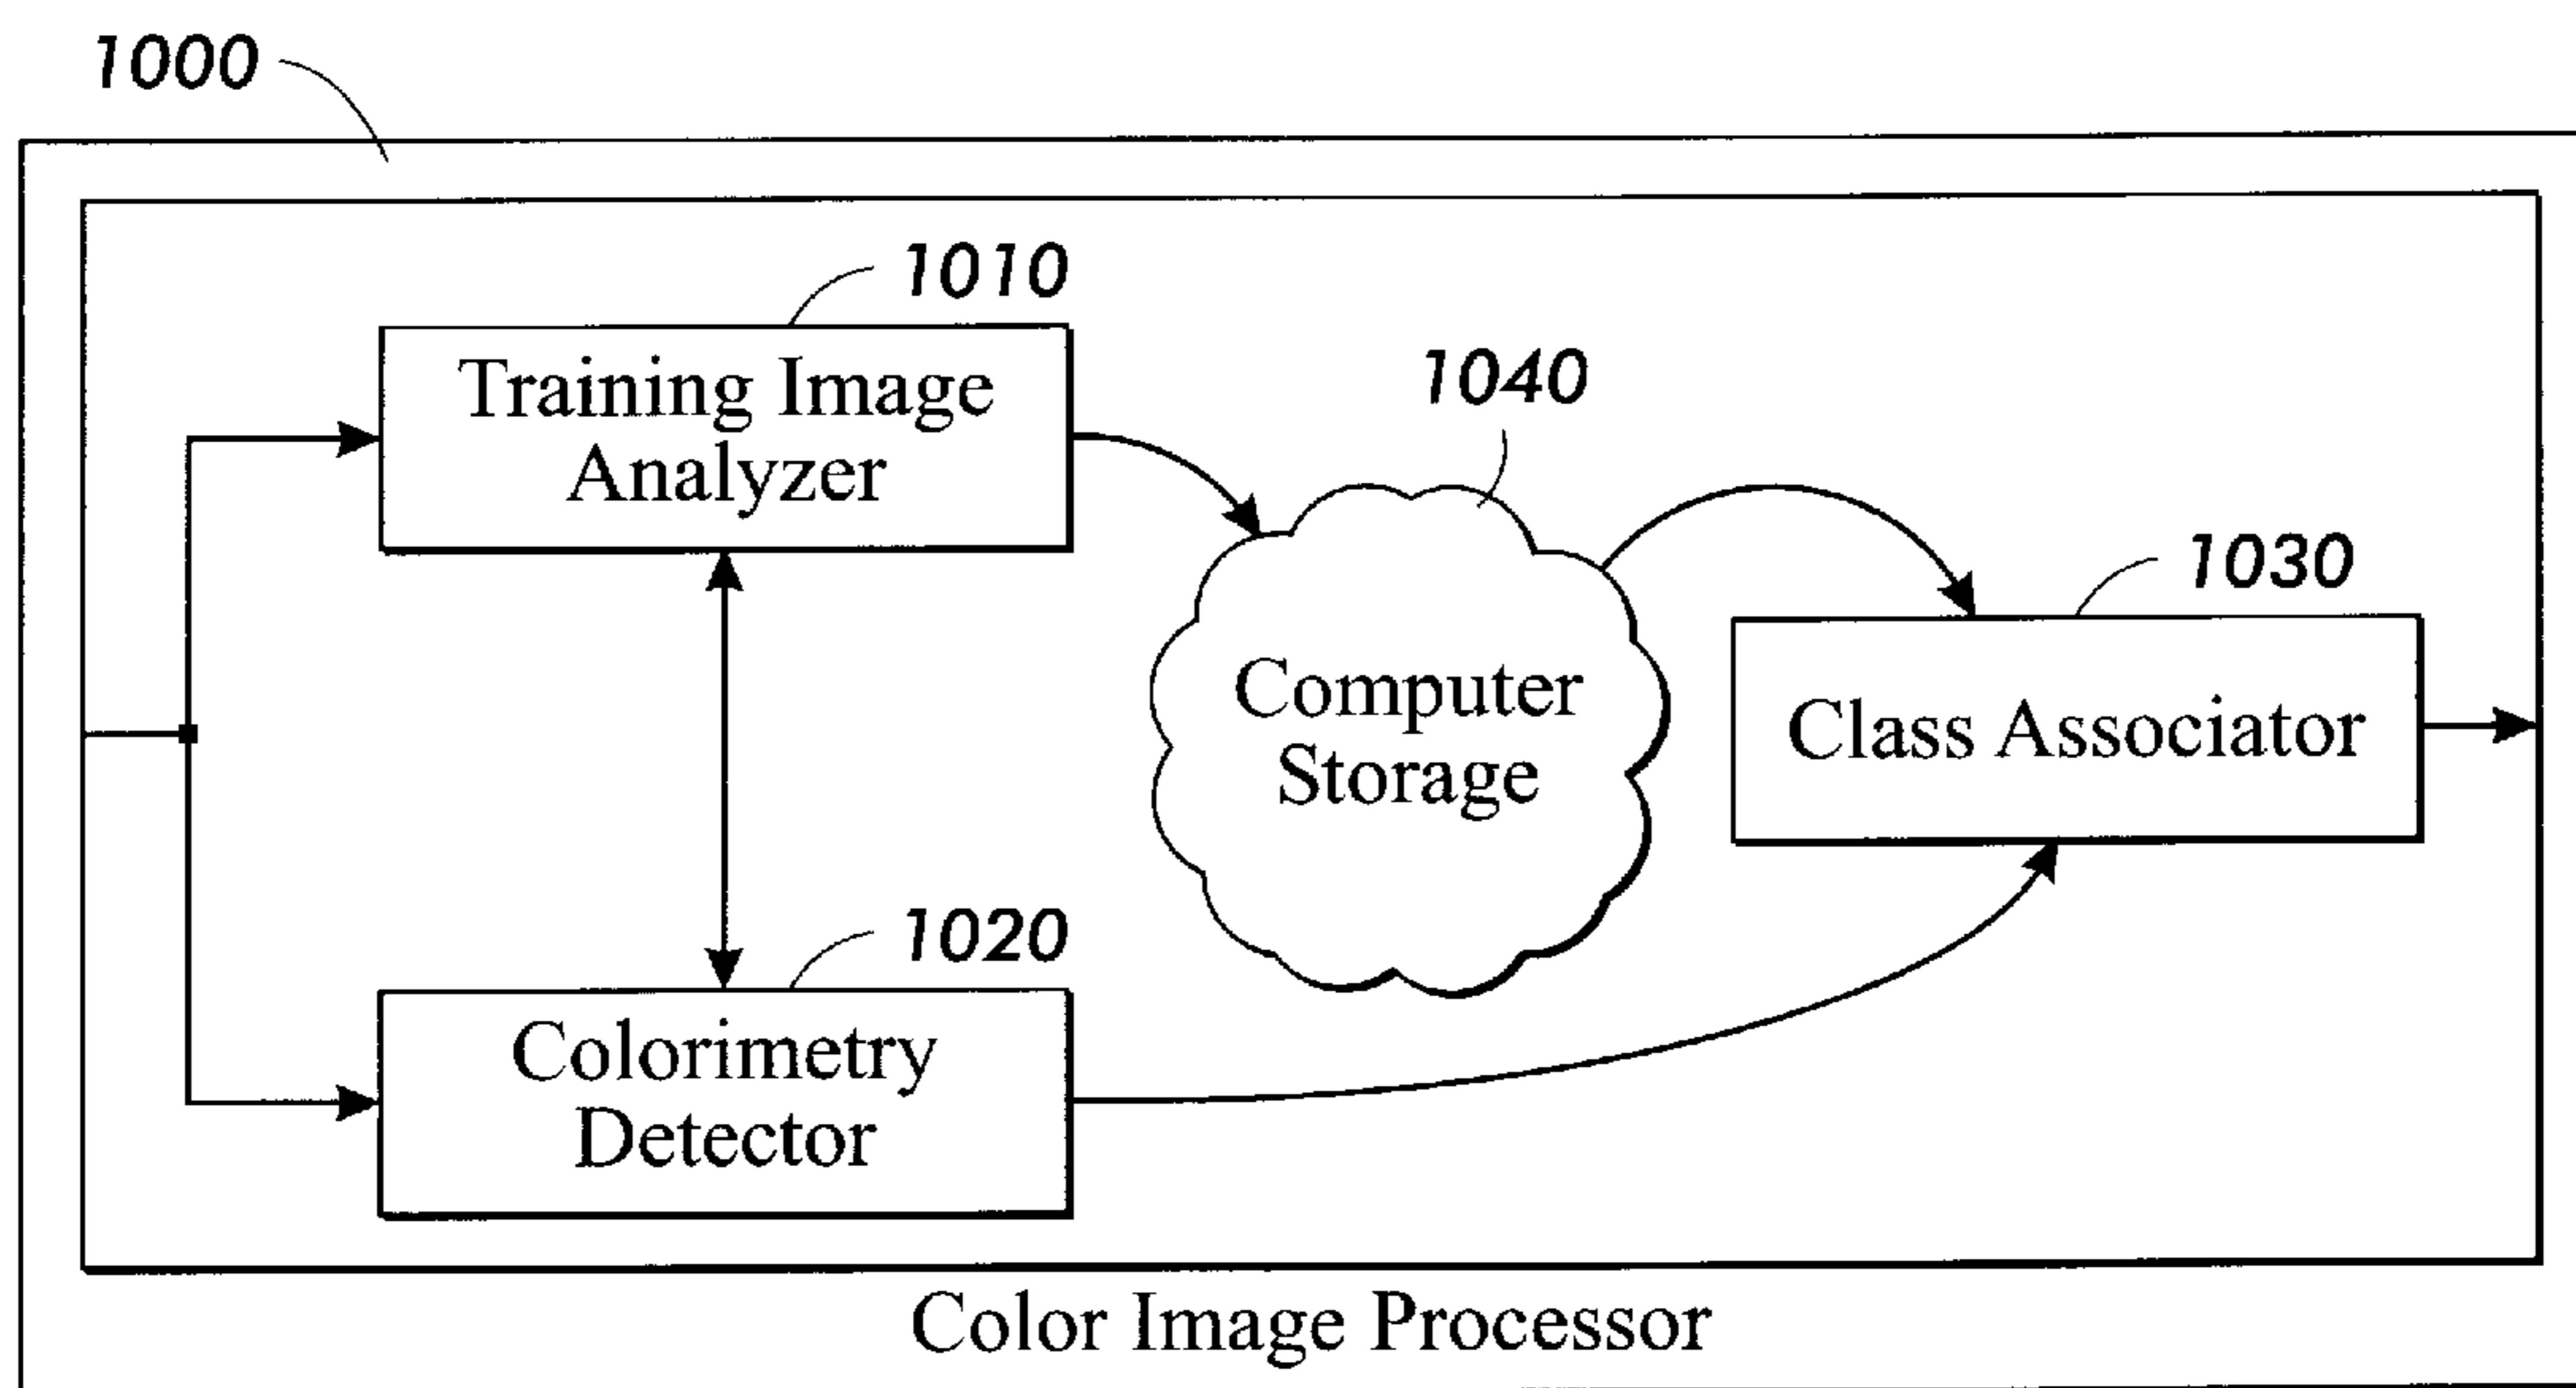 1000
1010
Training Image
Analyzer
1040
1030
Computer
Storage
Class Associator
1020
Colorimetry
Detector
Color Image Processor